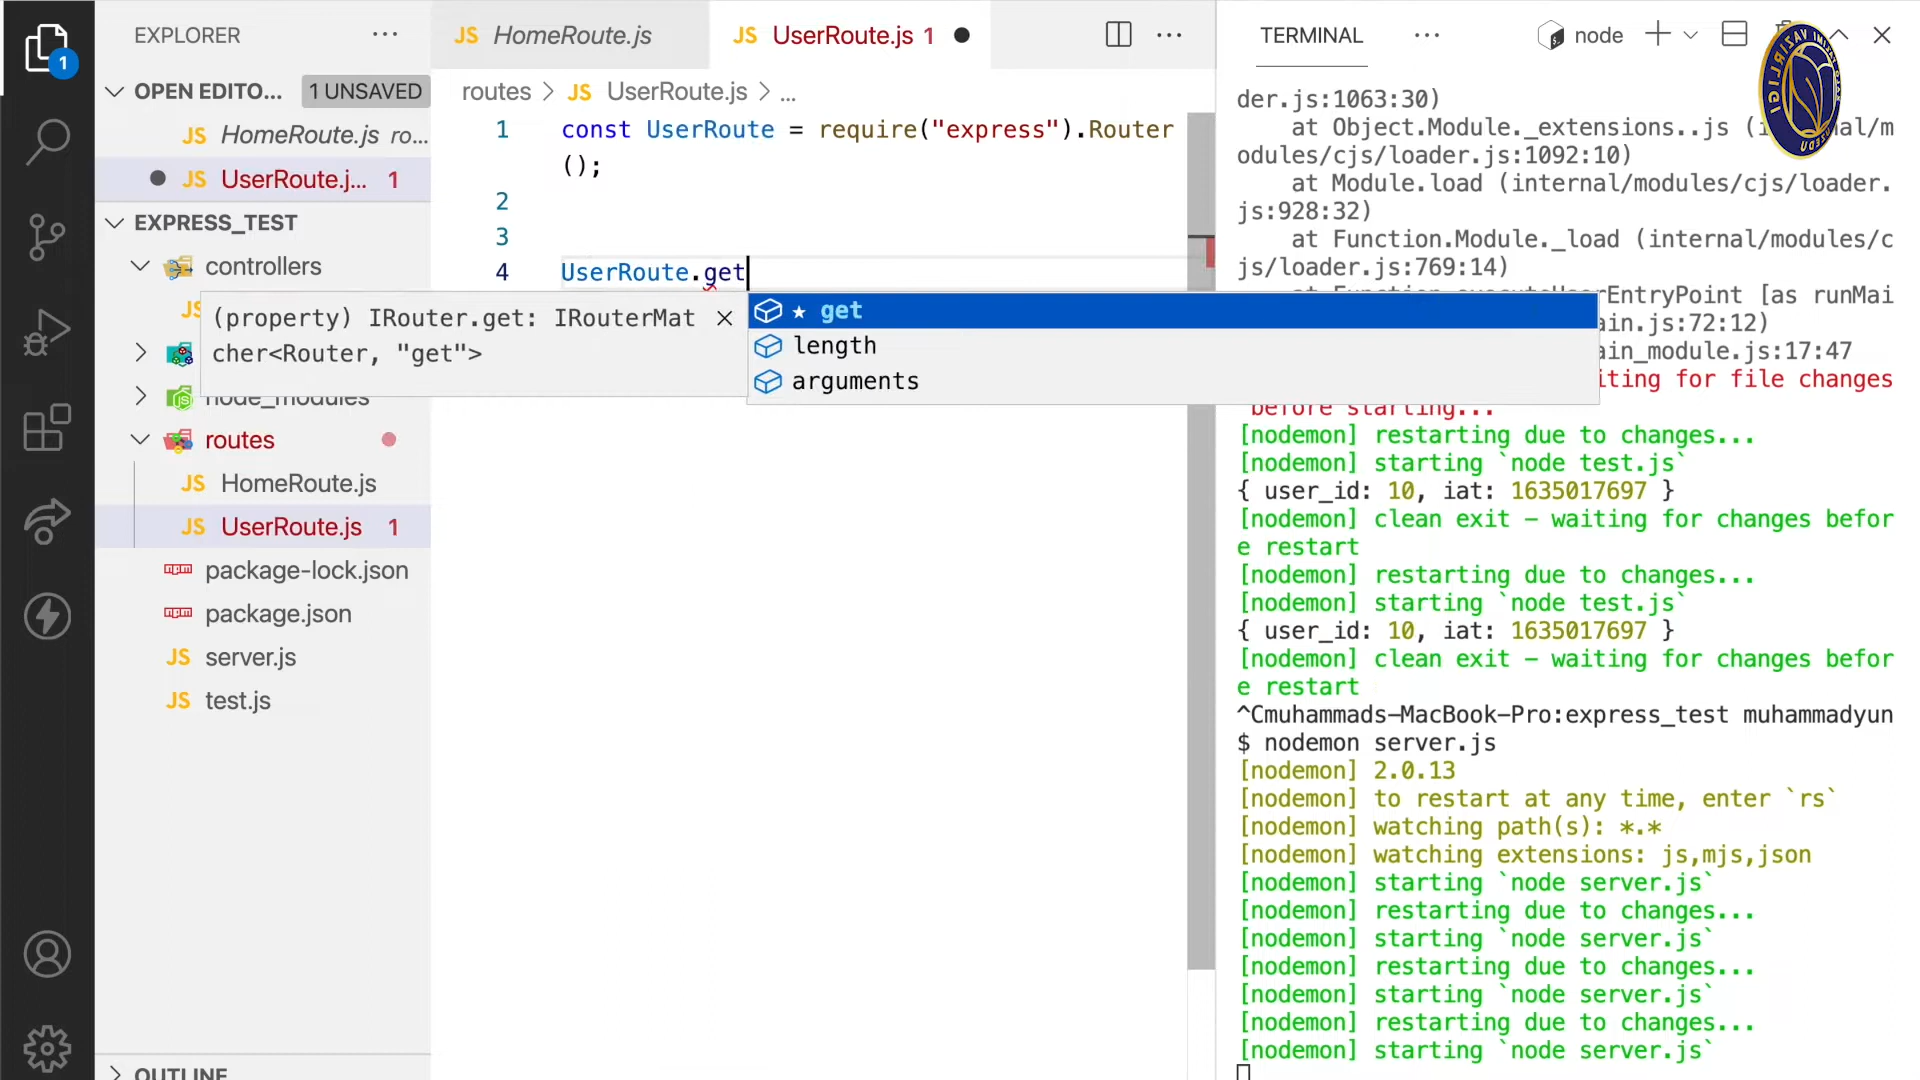 EXPLORER
OPEN EDITO...
1 UNSAVED
JS HomeRoute.js ro...
JS UserRoute.j... 1
EXPRESS_TEST
controllers
JS
node_modules
routes
JS HomeRoute.js
JS UserRoute.js 1
package-lock.json
package.json
JS server.js
JS test.js
OUTLINE
1
JS HomeRoute.js
JS UserRoute.js 1
routes > JS UserRoute.js > ...
1 const UserRoute = require("express").Router
();
2
3
4 UserRoute.get
(property) IRouter.get: IRouterMat
cher<Router, "get">
get
length
arguments
TERMINAL
node
der.js:1063:30)
at Object.Module._extensions..js (i al/m
odules/cjs/loader.js:1092:10)
at Module.load (internal/modules/cjs/loader.
js:928:32)
at Function.Module._load (internal/modules/c
js/loader.js:769:14)
EntryPoint [as runMai
ain.js:72:12)
ain_module.js:17:47
iting for file changes
before starting...
[nodemon] restarting due to changes...
[nodemon] starting `node test.js`
{ user_id: 10, iat: 1635017697 }
[nodemon] clean exit – waiting for changes befor
e restart
[nodemon] restarting due to changes...
[nodemon] starting `node test.js`
{ user_id: 10, iat: 1635017697 }
[nodemon] clean exit – waiting for changes befor
e restart
^Cmuhammads-MacBook-Pro:express_test muhammadyun
$ nodemon server.js
[nodemon] 2.0.13
[nodemon] to restart at any time, enter `rs`
[nodemon] watching path(s): *.*
[nodemon] watching extensions: js,mjs,json
[nodemon] starting `node server.js`
[nodemon] restarting due to changes...
[nodemon] starting `node server.js`
[nodemon] restarting due to changes...
[nodemon] starting `node server.js`
[nodemon] restarting due to changes...
[nodemon] starting `node server.js`